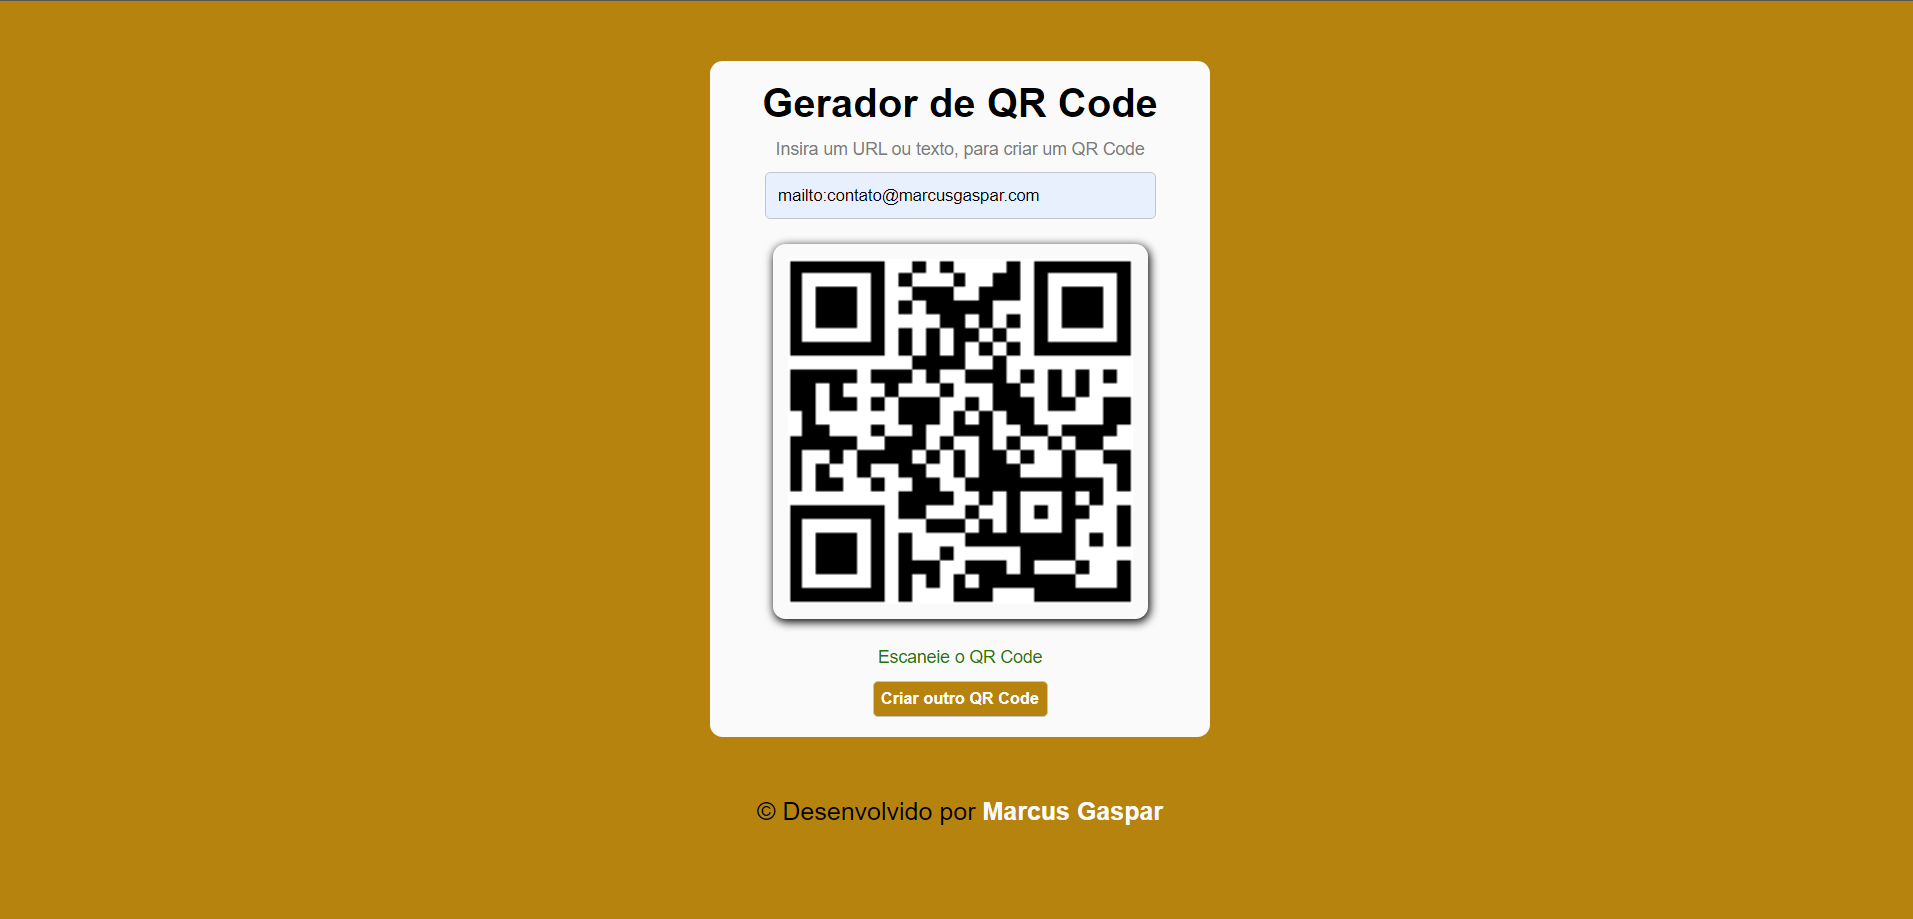 Gerador de QR Code
Insira um URL ou texto, para criar um QR Code
mailto:contato@marcusgaspar.com
Escaneie o QR Code
Criar outro QR Code
© Desenvolvido por Marcus Gaspar